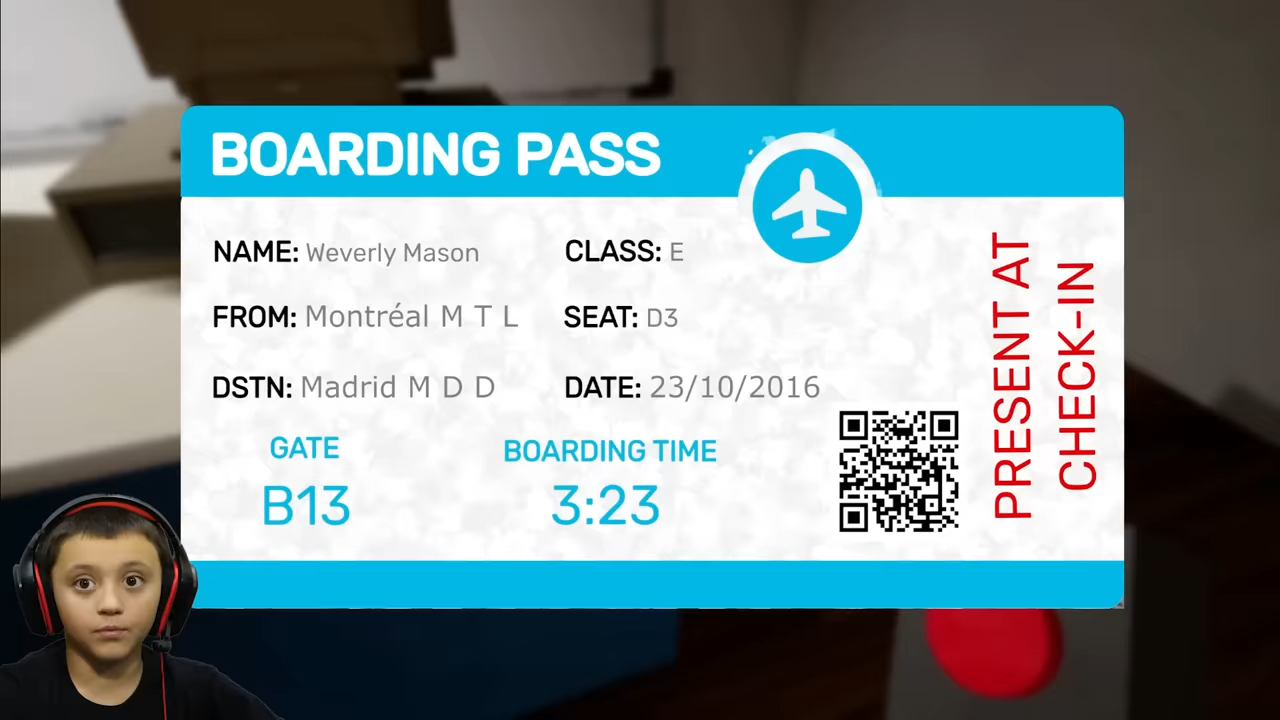 BOARDING PASS
NAME: Weverly Mason
CLASS: E
FROM: Montréal M T L
SEAT: D3
DSTN: Madrid M D D
DATE: 23/10/2016
GATE
BOARDING TIME
B13
3:23
PRESENT AT
CHECK-IN